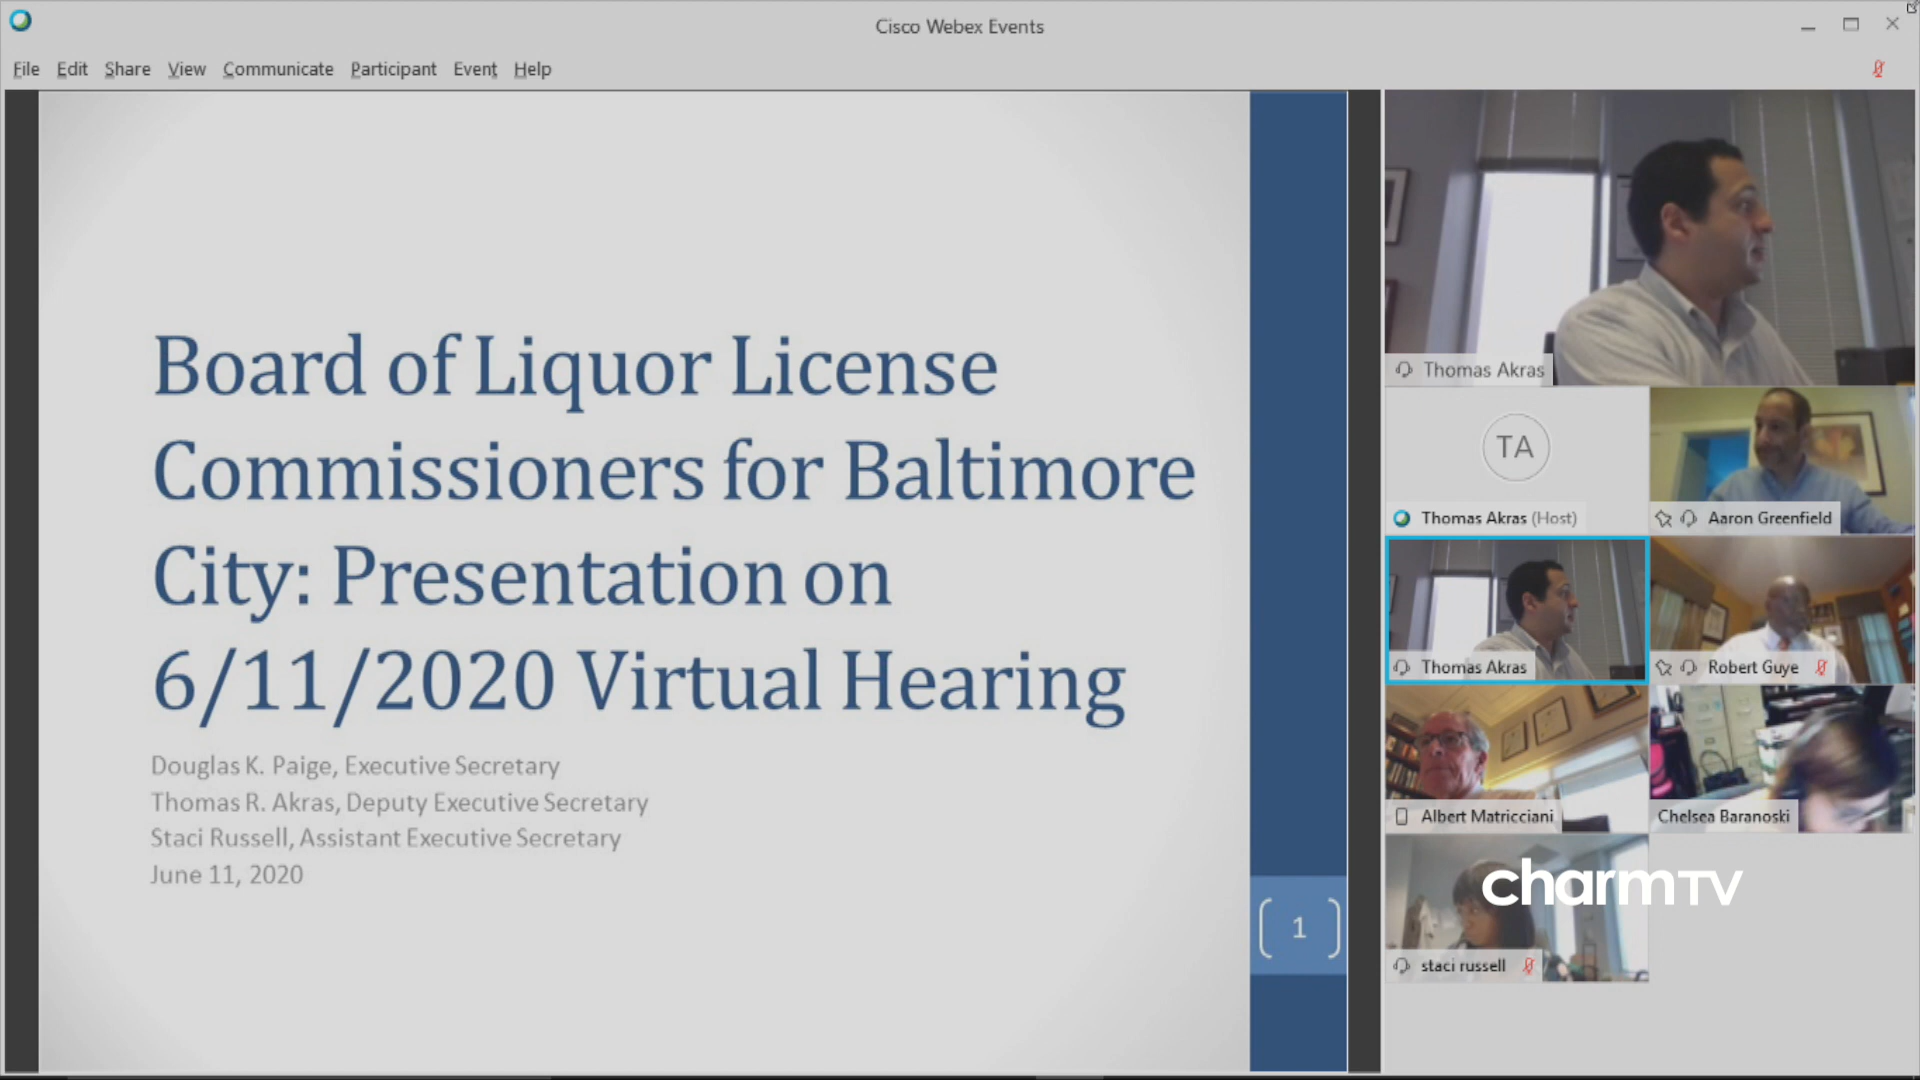 Cisco Webex Events
File Edit Share View Communicate Participant Event Help
Board of Liquor License
Commissioners for Baltimore
City: Presentation on
6/11/2020 Virtual Hearing
Douglas K. Paige, Executive Secretary
Thomas R. Akras, Deputy Executive Secretary
Staci Russell, Assistant Executive Secretary
June 11, 2020
1
Thomas Akras
TA
Thomas Akras (Host)
Aaron Greenfield
Thomas Akras
Robert Guye
Albert Matricciani
Chelsea Baranoski
charmTV
staci russell